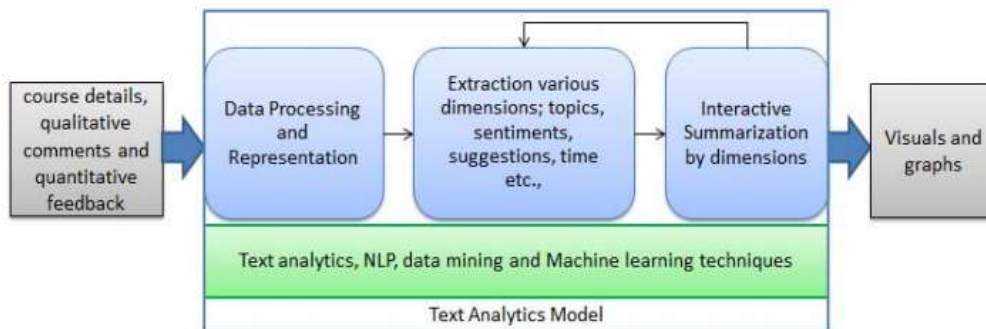 course details,
qualitative
comments and
quantitative
feedback
Data Processing
and
Representation
Extraction various
dimensions; topics,
sentiments,
suggestions, time
etc.,
Interactive
Summarization
by dimensions
Visuals and
graphs
Text analytics, NLP, data mining and Machine learning techniques
Text Analytics Model